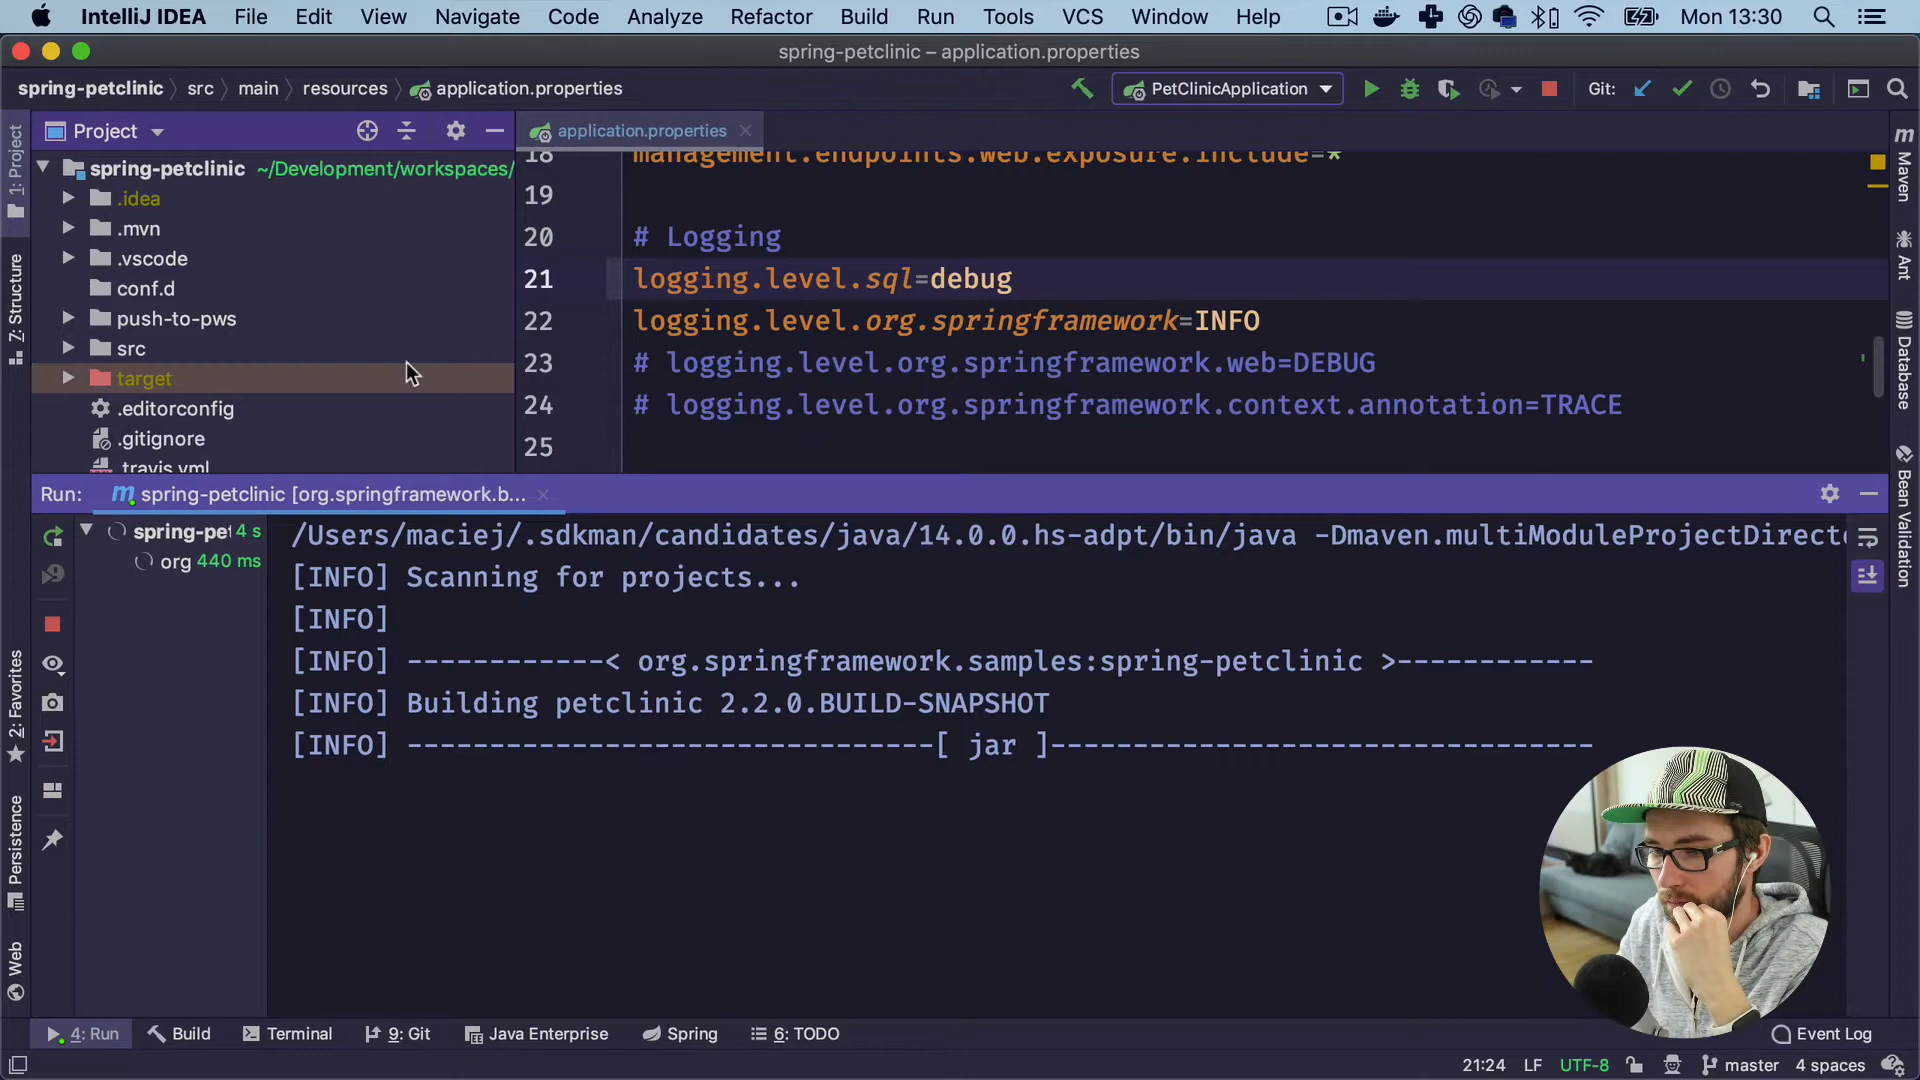 IntelliJ IDEA File Edit View Navigate Code Analyze Refactor Build Run Tools VCS Window Help Mon 13:30
spring-petclinic – application.properties
spring-petclinic src main resources application.properties PetClinicApplication Git:
Project
application.properties
spring-petclinic ~/Development/workspaces/
.idea
.mvn
.vscode
conf.d
push-to-pws
src
target
.editorconfig
.gitignore
.travis.yml
18 management.endpoints.web.exposure.include=*
19
20 # Logging
21 logging.level.sql=debug
22 logging.level.org.springframework=INFO
23 # logging.level.org.springframework.web=DEBUG
24 # logging.level.org.springframework.context.annotation=TRACE
25
1: Project
Z: Structure
2: Favorites
Persistence
Web
m Maven
Ant
Database
Bean Validation
Run: m spring-petclinic [org.springframework.b...
spring-pet 4 s
org 440 ms
/Users/maciej/.sdkman/candidates/java/14.0.0.hs-adpt/bin/java -Dmaven.multiModuleProjectDirect
[INFO] Scanning for projects...
[INFO]
[INFO] ------------< org.springframework.samples:spring-petclinic >------------
[INFO] Building petclinic 2.2.0.BUILD-SNAPSHOT
[INFO] --------------------------------[ jar ]---------------------------------
4: Run Build Terminal 9: Git Java Enterprise Spring 6: TODO Event Log
21:24 LF UTF-8 master 4 spaces